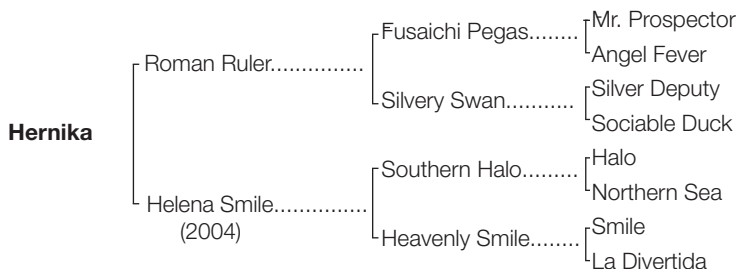 Mr. Prospector
Fusaichi Pegas........
Angel Fever
Roman Ruler...............
Silver Deputy
Silvery Swan...........
Sociable Duck
Hernika
Halo
Southern Halo.........
Northern Sea
Helena Smile...............
(2004)
Smile
Heavenly Smile........
La Divertida